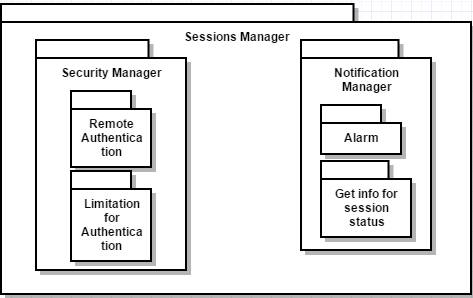 Sessions Manager
Security Manager
Remote
Authentica
tion
Limitation
for
Authentica
tion
Notification
Manager
Alarm
Get info for
session
status